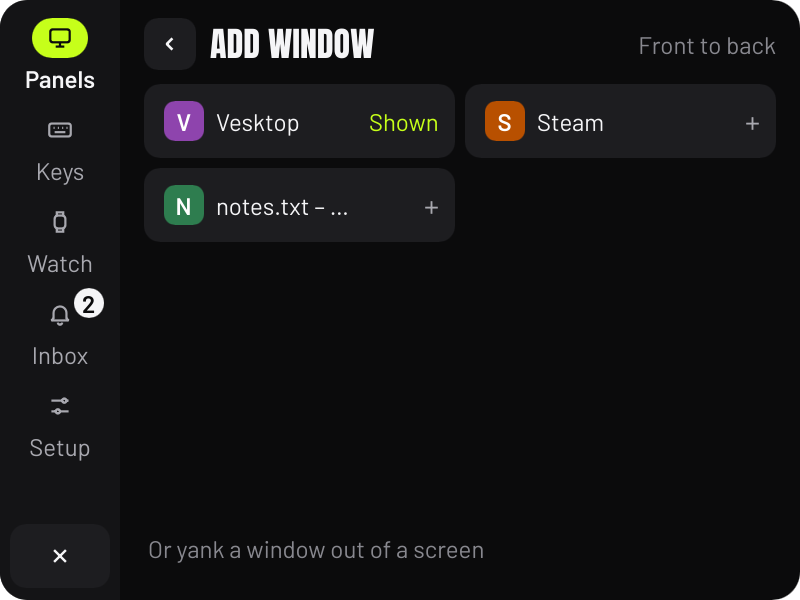 ADD WINDOW
Front to back
Panels
Keys
Watch
2
Inbox
Setup
V Vesktop Shown
S Steam +
N notes.txt – ... +
Or yank a window out of a screen